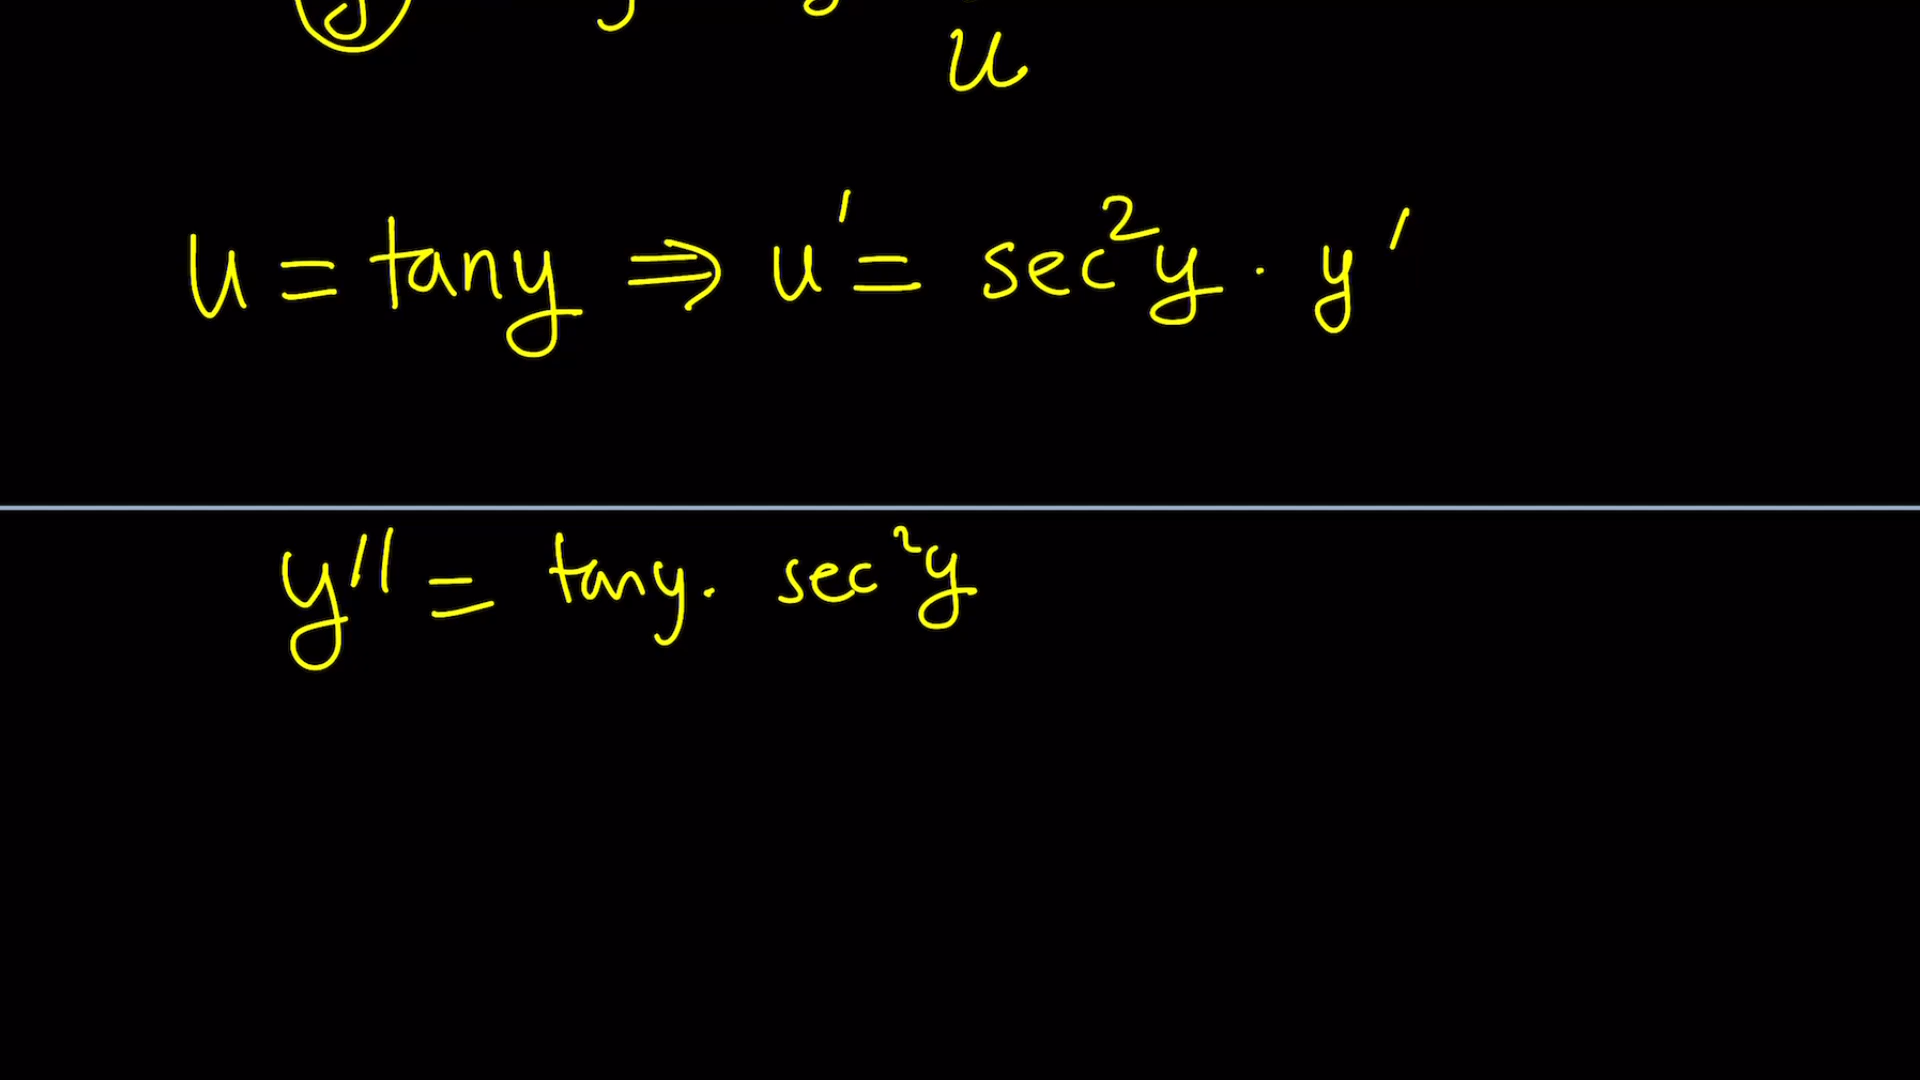 u
u = tany ⇒ u' = sec²y · y'
y'' = tany. sec²y